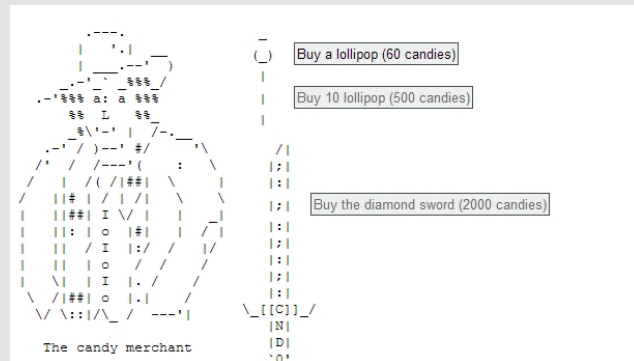 Buy a lollipop (60 candies)
Buy 10 lollipop (500 candies)
Buy the diamond sword (2000 candies)
The candy merchant